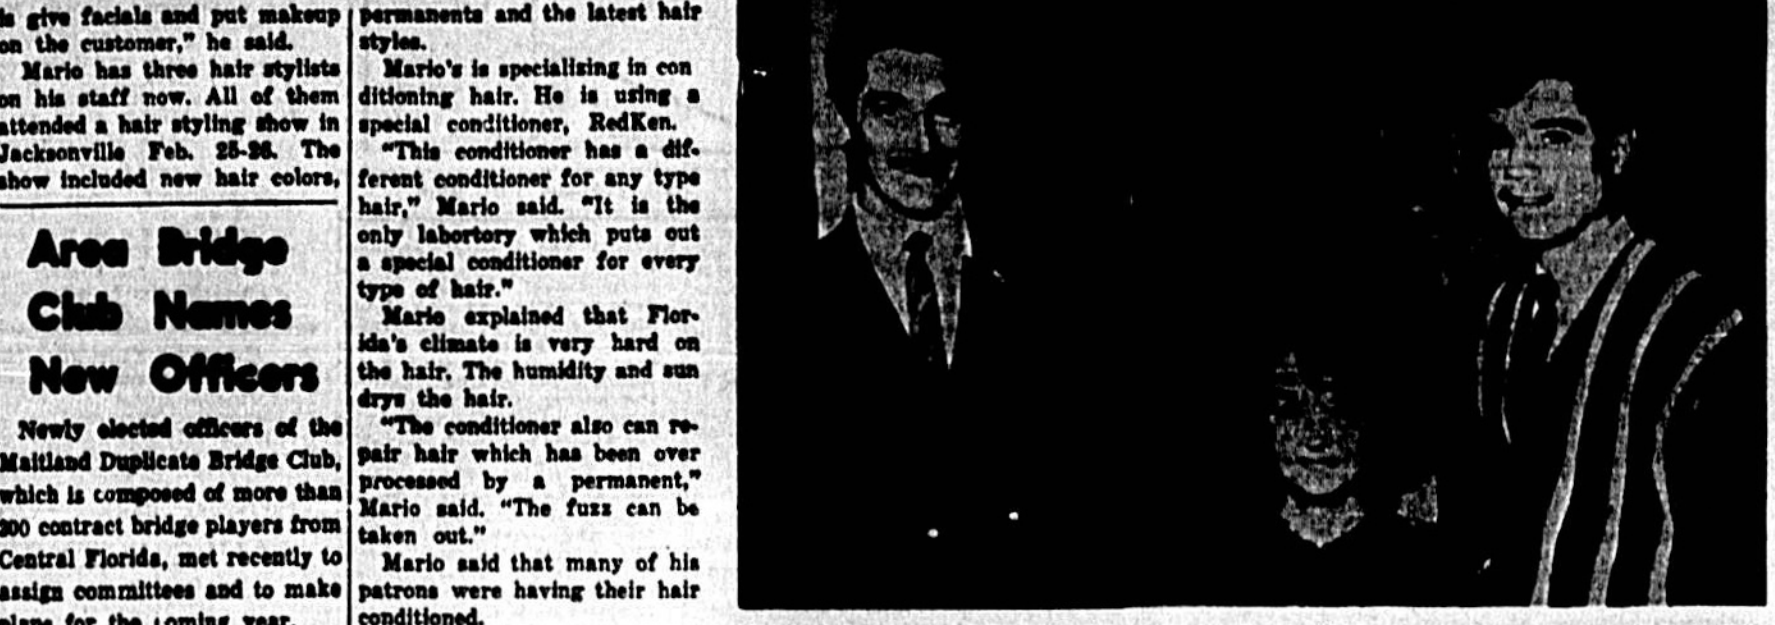 is give facials and put makeup
on the customer," he said.
Mario has three hair stylists
on his staff now. All of them
attended a hair styling show in
Jacksonville Feb. 25-26. The
show included new hair colors,
permanents and the latest hair
styles.
Mario's is specializing in con
ditioning hair. He is using a
special conditioner, RedKen.
"This conditioner has a dif-
ferent conditioner for any type
hair," Mario said. "It is the
only labortory which puts out
a special conditioner for every
type of hair."
Mario explained that Flor-
ida's climate is very hard on
the hair. The humidity and sun
drys the hair.
"The conditioner also can re-
pair hair which has been over
processed by a permanent,"
Mario said. "The fuzz can be
taken out."
Mario said that many of his
patrons were having their hair
conditioned.
Area Bridge
Club Names
New Officers
Newly elected officers of the
Maitland Duplicate Bridge Club,
which is composed of more than
200 contract bridge players from
Central Florida, met recently to
assign committees and to make
plans for the coming year.